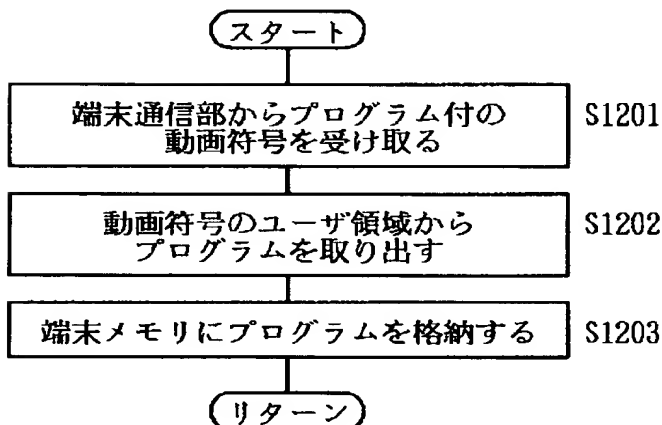 スタート
端末通信部からプログラム付の
動画符号を受け取る
S1201
動画符号のユーザ領域から
プログラムを取り出す
S1202
端末メモリにプログラムを格納する
S1203
リターン